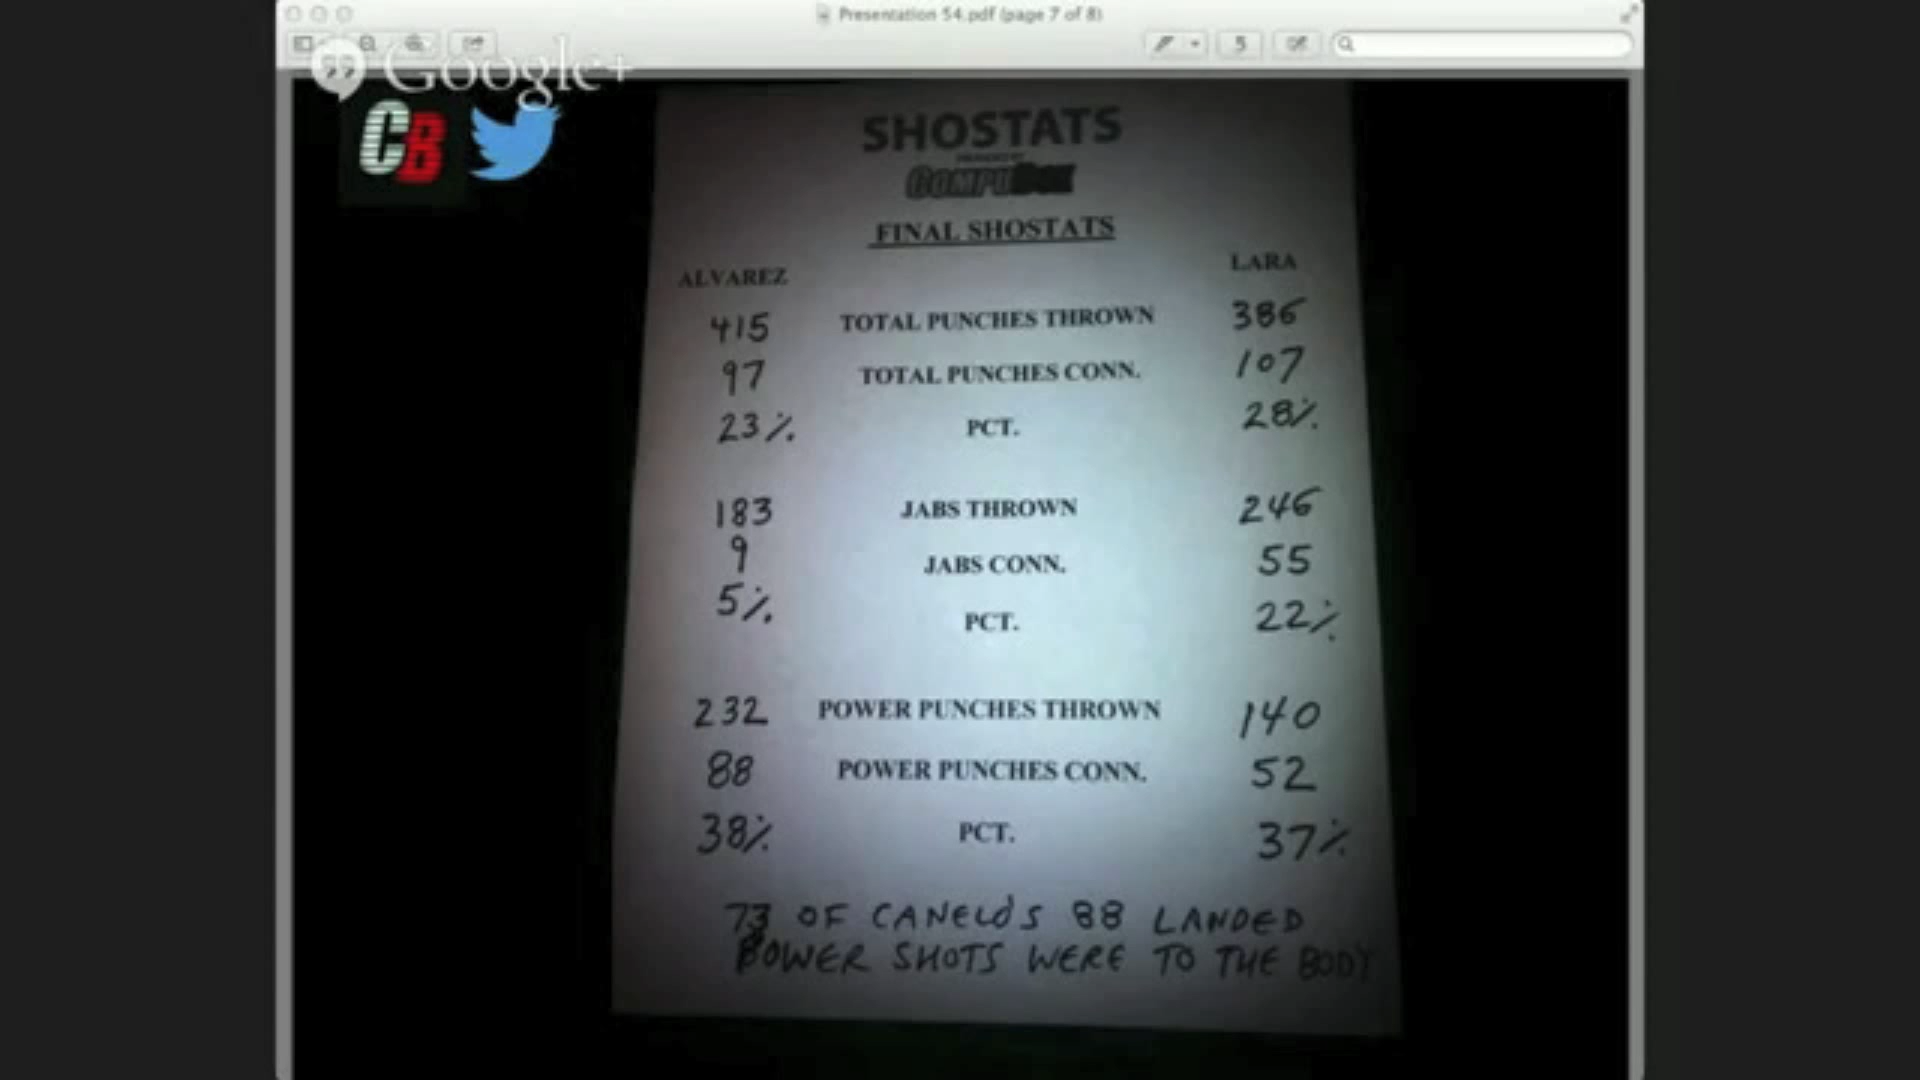 Presentation 54.pdf (page 7 of 8)
Google+
CB
SHOSTATS
COMPUBOX
FINAL SHOSTATS
ALVAREZ LARA
415 TOTAL PUNCHES THROWN 386
97 TOTAL PUNCHES CONN. 107
23% PCT. 28%
183 JABS THROWN 246
9 JABS CONN. 55
5% PCT. 22%
232 POWER PUNCHES THROWN 140
88 POWER PUNCHES CONN. 52
38% PCT. 37%
73 OF CANELO'S 88 LANDED
POWER SHOTS WERE TO THE BODY